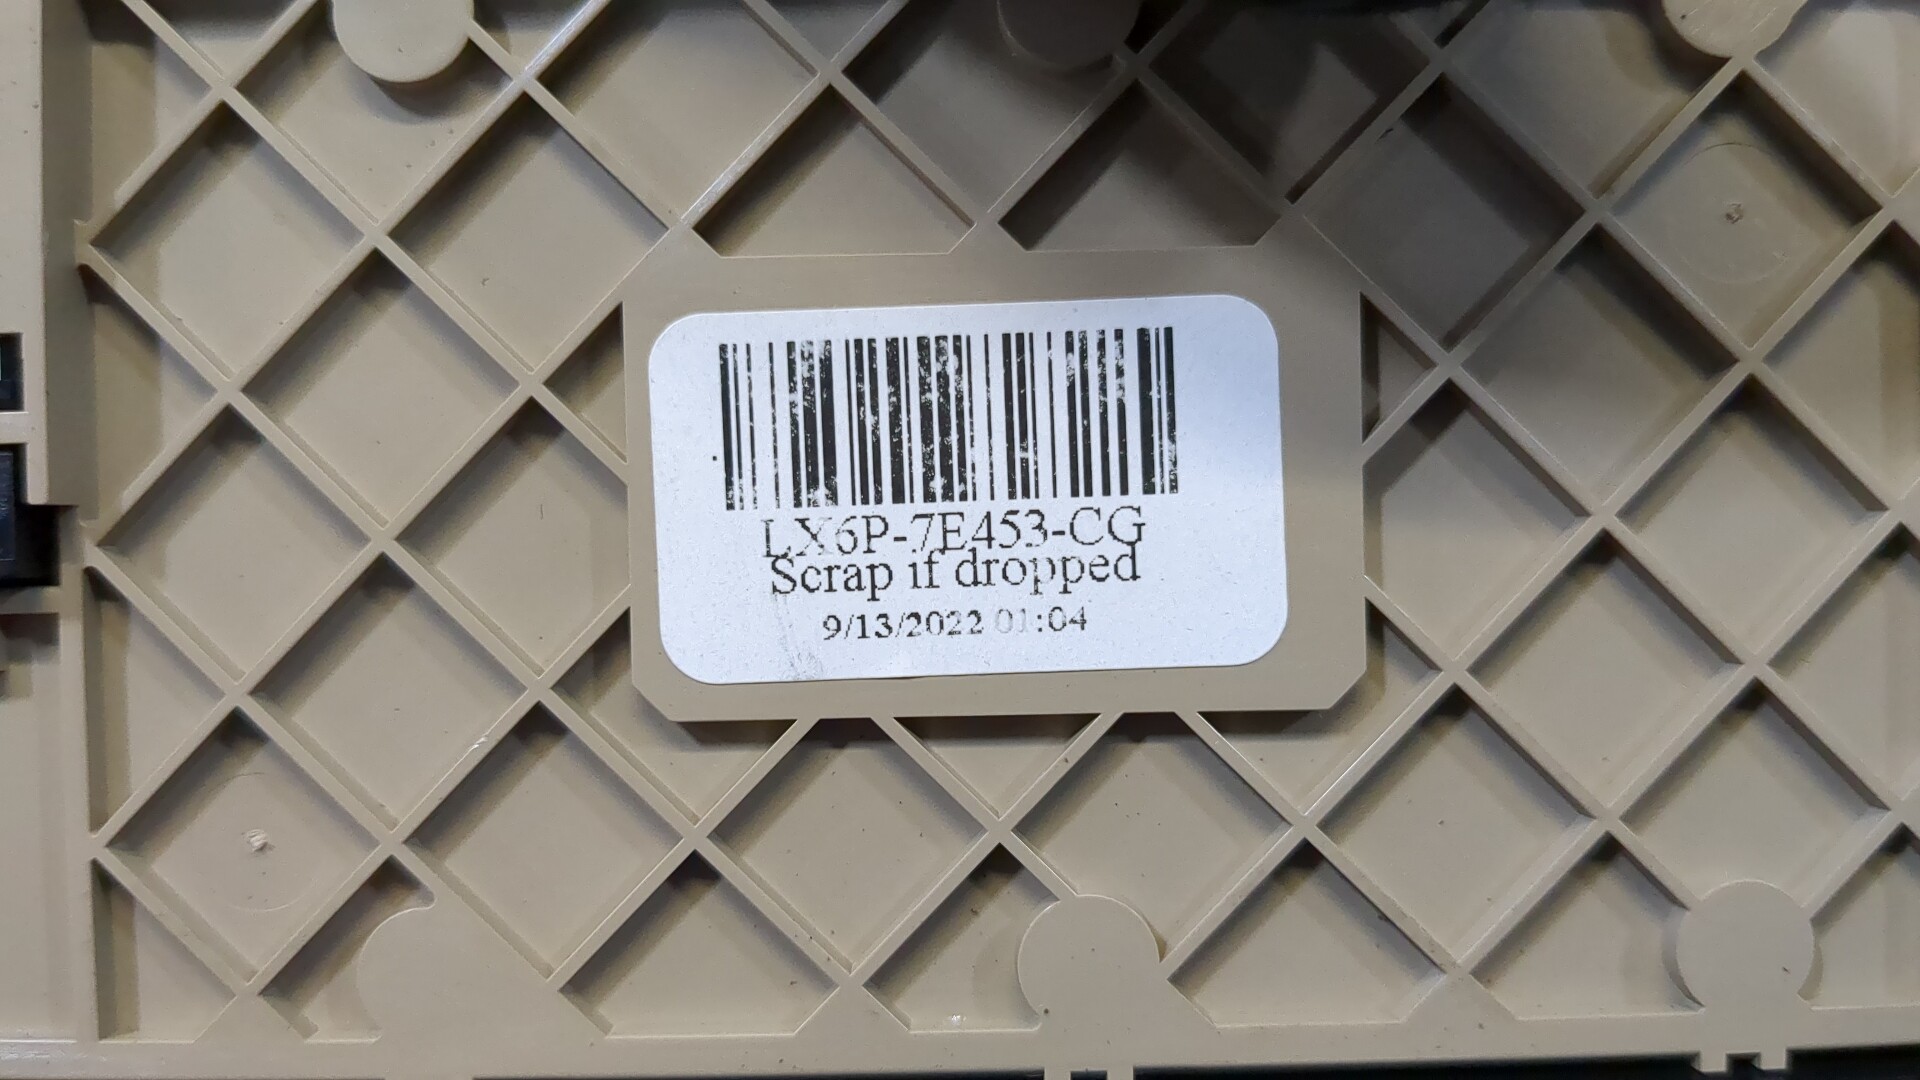 LX6P-7E453-CG
Scrap if dropped
9/13/2022 01:04